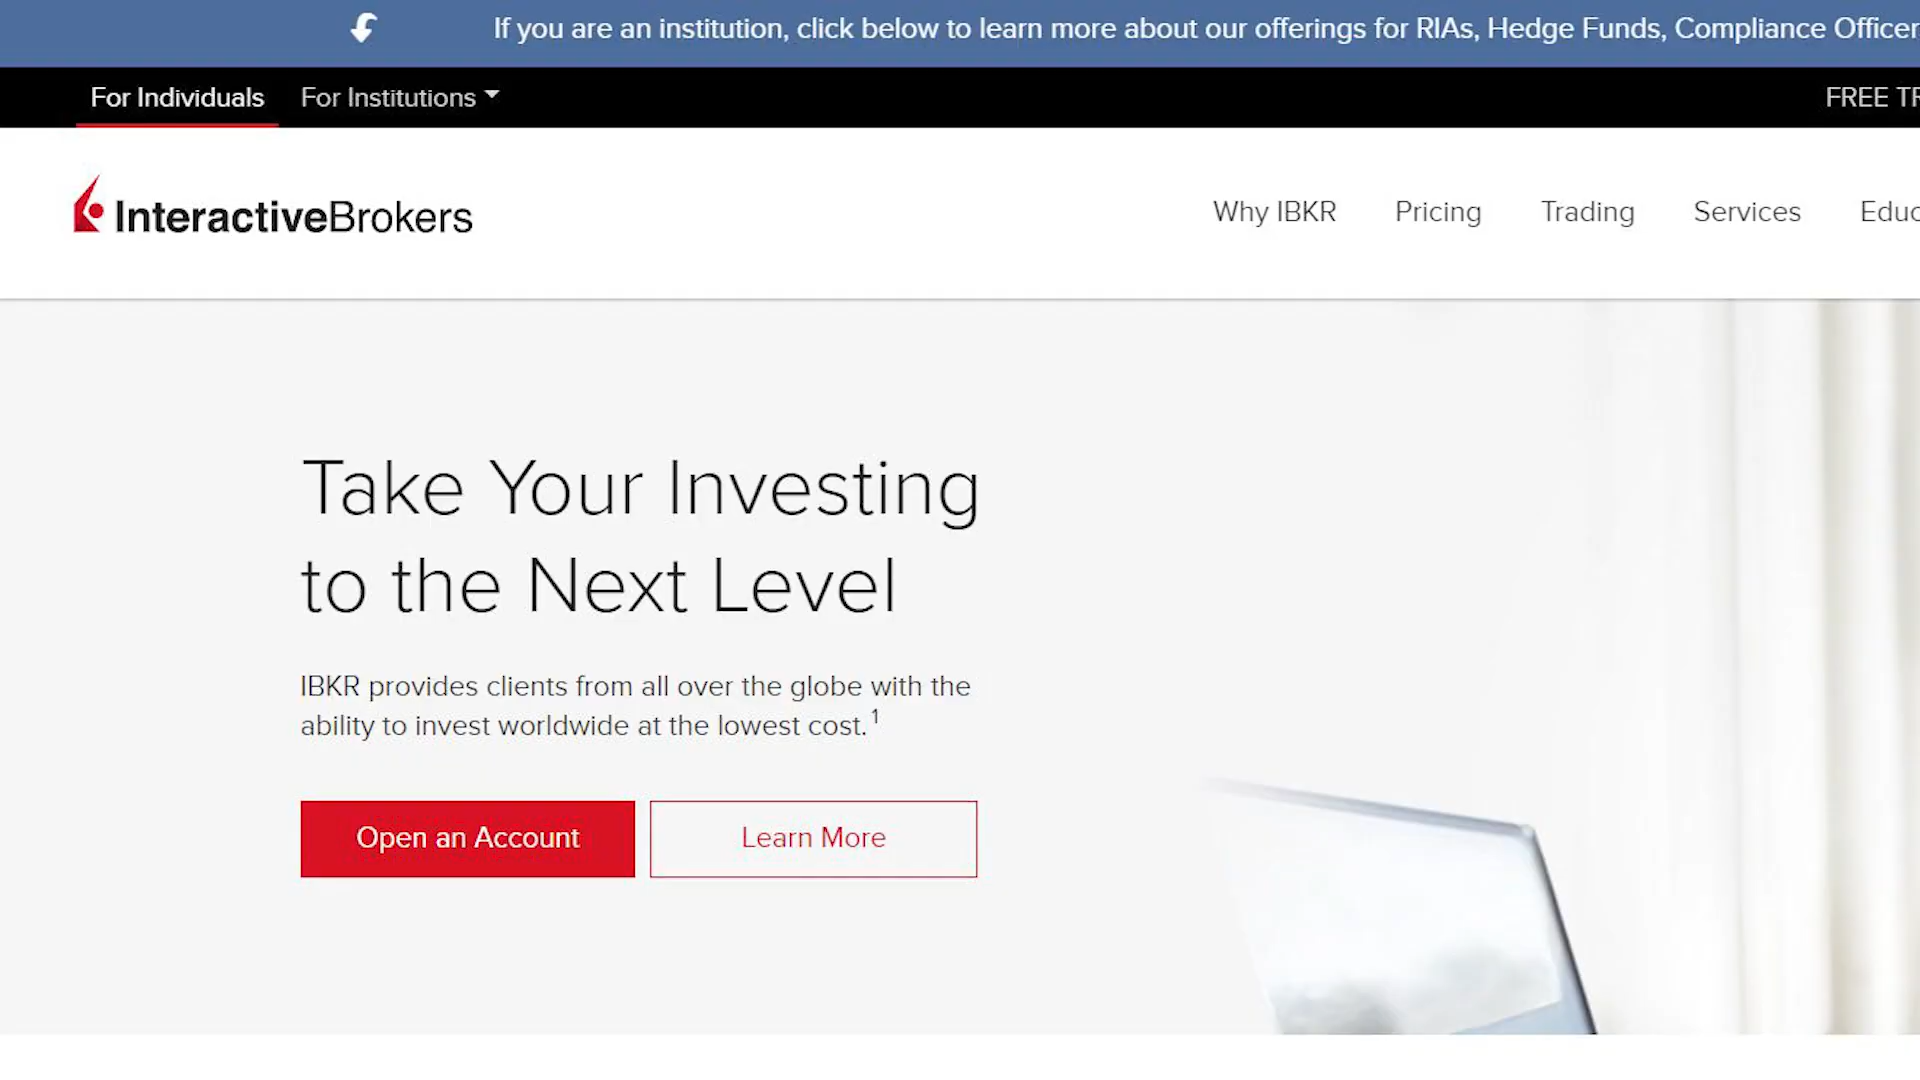 If you are an institution, click below to learn more about our offerings for RIAs, Hedge Funds, Compliance Officer
For Individuals For Institutions FREE TR
InteractiveBrokers Why IBKR Pricing Trading Services Educ
Take Your Investing
to the Next Level
IBKR provides clients from all over the globe with the
ability to invest worldwide at the lowest cost.1
Open an Account Learn More